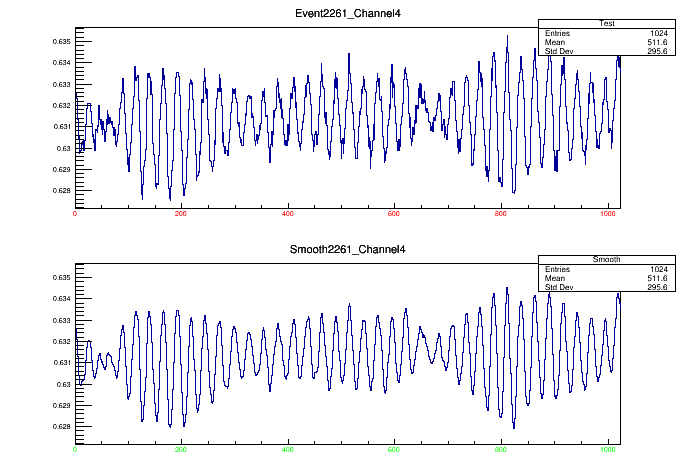 Event2261_Channel4
Test
Entries 1024
Mean 511.6
Std Dev 295.6
0.635
0.634
0.633
0.632
0.631
0.63
0.629
0.628
0 200 400 600 800 1000
Smooth2261_Channel4
Smooth
Entries 1024
Mean 511.6
Std Dev 295.6
0.635
0.634
0.633
0.632
0.631
0.63
0.629
0.628
0 200 400 600 800 1000